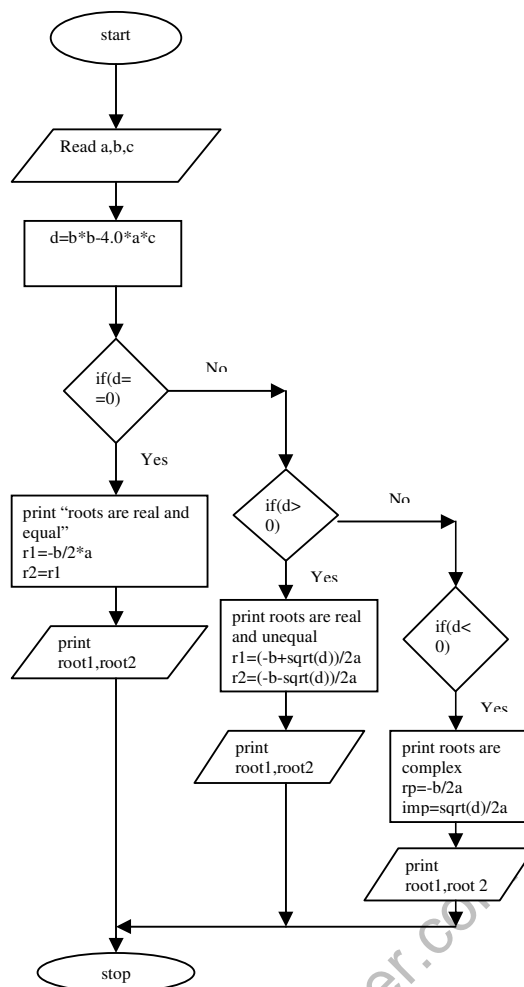 start
Read a,b,c
d=b*b-4.0*a*c
if(d=
=0)
No
Yes
print “roots are real and
equal”
r1=-b/2*a
r2=r1
print
root1,root2
if(d>
0)
No
Yes
print roots are real
and unequal
r1=(-b+sqrt(d))/2a
r2=(-b-sqrt(d))/2a
print
root1,root2
if(d<
0)
Yes
print roots are
complex
rp=-b/2a
imp=sqrt(d)/2a
print
root1,root 2
stop